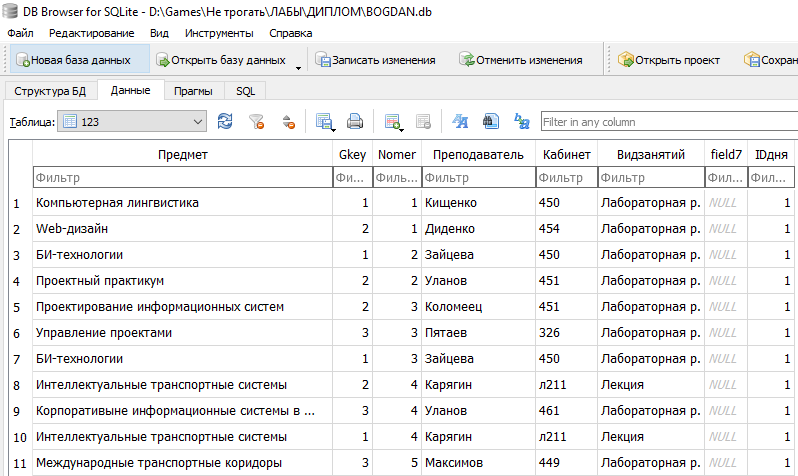 DB Browser for SQLite - D:\Games\Не трогать\ЛАБЫ\ДИПЛОМ\BOGDAN.db
Файл Редактирование Вид Инструменты Справка
Новая база данных Открыть базу данных Записать изменения Отменить изменения Открыть проект Сохран
Структура БД Данные Прагмы SQL
Таблица: 123 Filter in any column
Предмет Gkey Nomer Преподаватель Кабинет Видзанятий field7 IDдня
Фильтр Фи... Филь... Фильтр Фильтр Фильтр Фи... Фил...
1 Компьютерная лингвистика 1 1 Кищенко 450 Лабораторная р. NULL 1
2 Web-дизайн 2 1 Диденко 454 Лабораторная р. NULL 1
3 БИ-технологии 1 2 Зайцева 450 Лабораторная р. NULL 1
4 Проектный практикум 2 2 Уланов 451 Лабораторная р. NULL 1
5 Проектирование информационных систем 2 3 Коломеец 451 Лабораторная р. NULL 1
6 Управление проектами 3 3 Пятаев 326 Лабораторная р. NULL 1
7 БИ-технологии 1 3 Зайцева 450 Лабораторная р. NULL 1
8 Интеллектуальные транспортные системы 2 4 Карягин л211 Лекция NULL 1
9 Корпоративыне информационные системы в ... 3 4 Уланов 461 Лабораторная р. NULL 1
10 Интеллектуальные транспортные системы 1 4 Карягин л211 Лекция NULL 1
11 Международные транспортные коридоры 3 5 Максимов 449 Лабораторная р. NULL 1